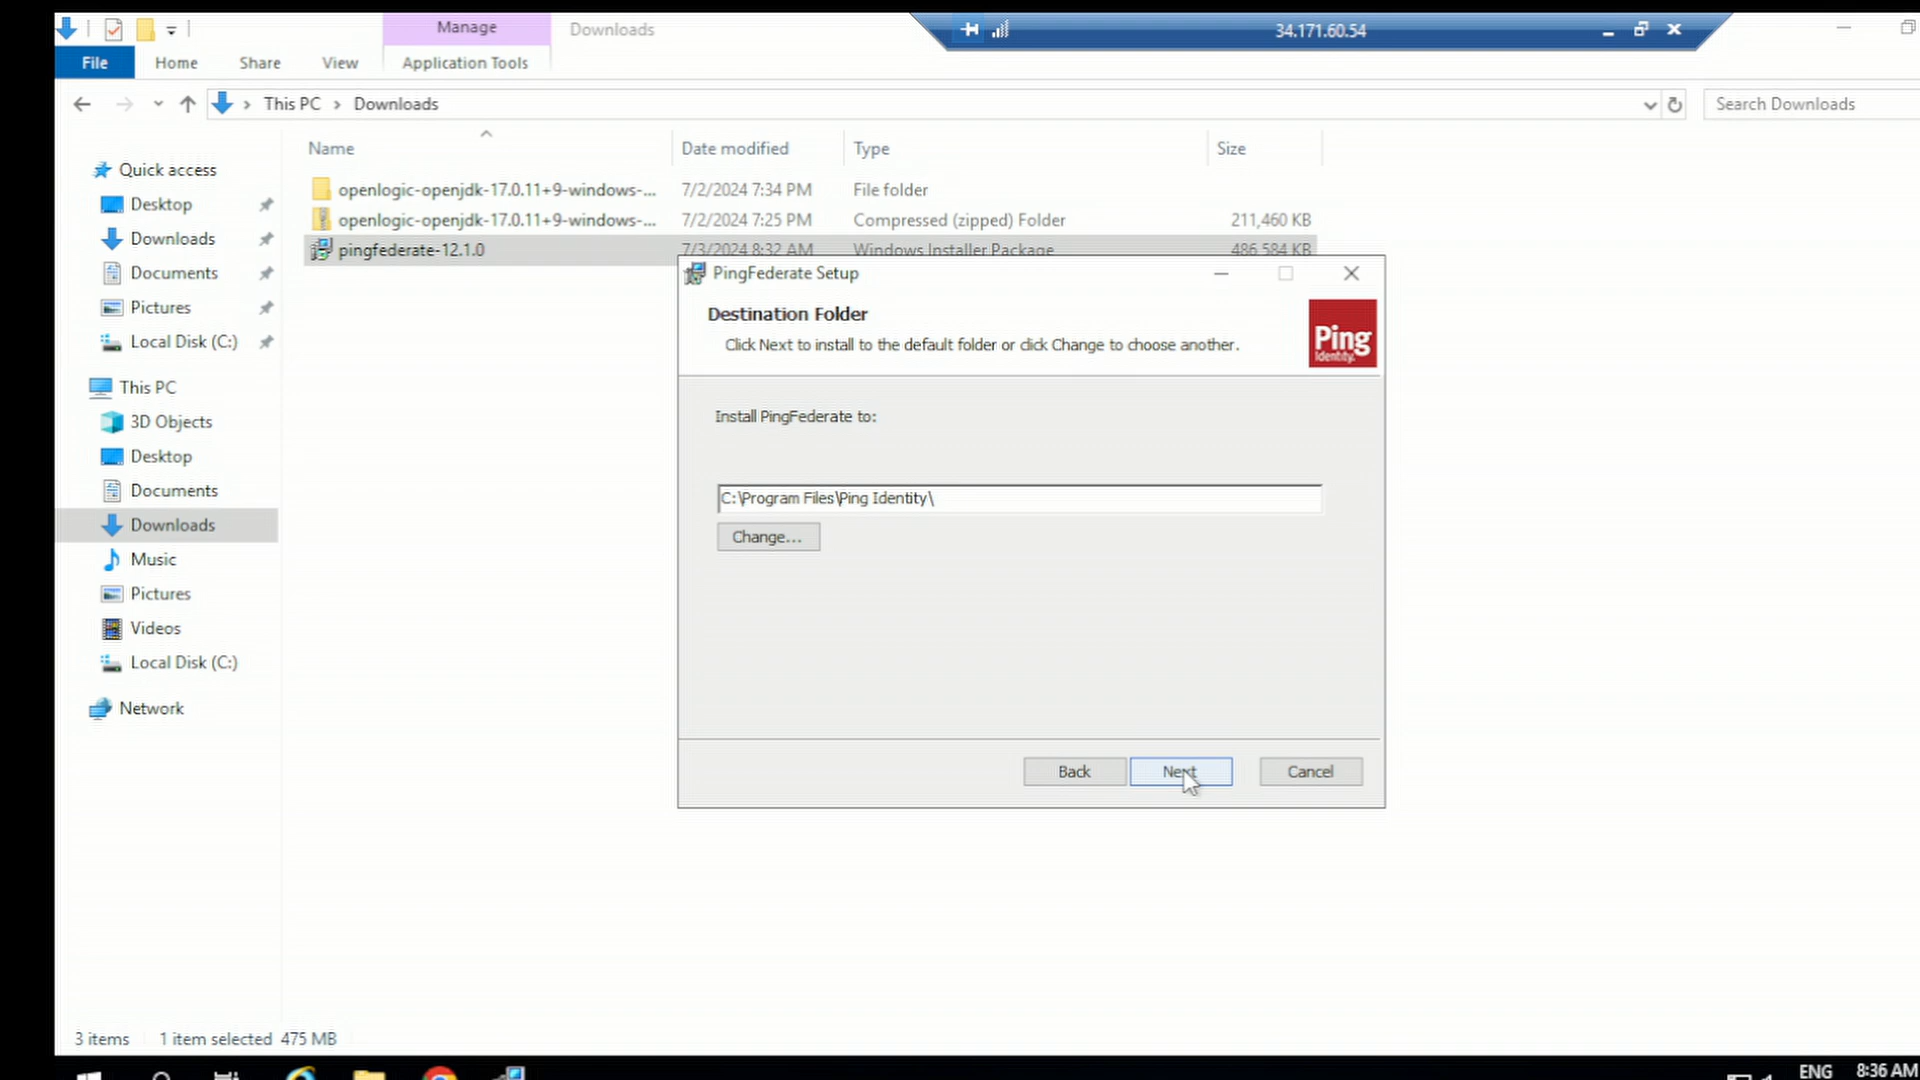 Manage
Downloads
34.171.60.54
File
Home
Share
View
Application Tools
This PC
Downloads
Search Downloads
Name
Date modified
Type
Size
Quick access
openlogic-openjdk-17.0.11+9-windows-...
7/2/2024 7:34 PM
File folder
Desktop
openlogic-openjdk-17.0.11+9-windows-...
7/2/2024 7:25 PM
Compressed (zipped) Folder
211,460 KB
Downloads
pingfederate-12.1.0
7/3/2024 8:32 AM
Windows Installer Package
486,584 KB
Documents
Pictures
Local Disk (C:)
This PC
3D Objects
Desktop
Documents
Downloads
Music
Pictures
Videos
Local Disk (C:)
Network
PingFederate Setup
Destination Folder
Click Next to install to the default folder or click Change to choose another.
Ping
Identity.
Install PingFederate to:
C:\Program Files\Ping Identity\
Change...
Back
Next
Cancel
3 items
1 item selected 475 MB
ENG
8:36 AM